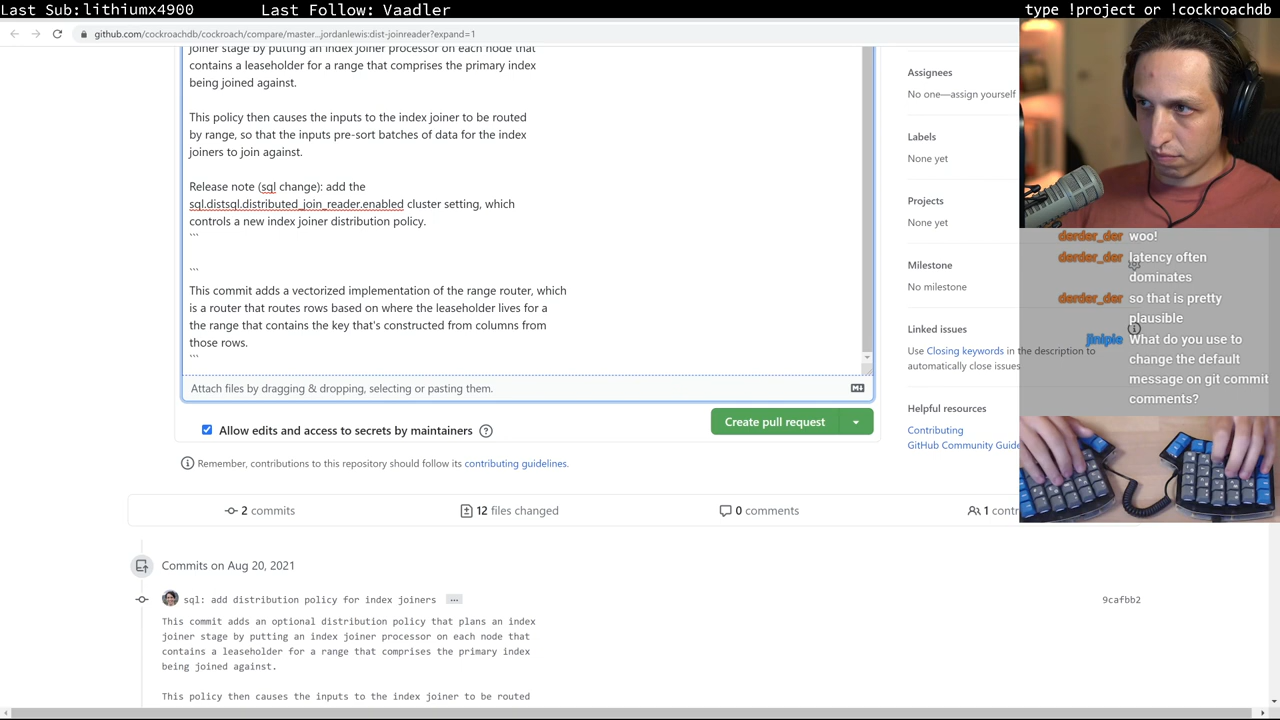 Last Sub:lithiumx4900
Last Follow: Vaadler
type !project or !cockroachdb
github.com/cockroachdb/cockroach/compare/master...jordanlewis:dist-joinreader?expand=1
joiner stage by putting an index joiner processor on each node that
contains a leaseholder for a range that comprises the primary index
being joined against.
This policy then causes the inputs to the index joiner to be routed
by range, so that the inputs pre-sort batches of data for the index
joiners to join against.
Release note (sql change): add the
sql.distsql.distributed_join_reader.enabled cluster setting, which
controls a new index joiner distribution policy.
```
```
This commit adds a vectorized implementation of the range router, which
is a router that routes rows based on where the leaseholder lives for a
the range that contains the key that's constructed from columns from
those rows.
```
Attach files by dragging & dropping, selecting or pasting them.
Allow edits and access to secrets by maintainers
Create pull request
Remember, contributions to this repository should follow its contributing guidelines.
Assignees
No one—assign yourself
Labels
None yet
Projects
None yet
Milestone
No milestone
Linked issues
Use Closing keywords in the description to
automatically close issues
Helpful resources
Contributing
GitHub Community Guide
derder_der woo!
derder_der latency often
dominates
derder_der so that is pretty
plausible
jinipie What do you use to
change the default
message on git commit
comments?
2 commits
12 files changed
0 comments
1 contr
Commits on Aug 20, 2021
sql: add distribution policy for index joiners ...
9cafbb2
This commit adds an optional distribution policy that plans an index
joiner stage by putting an index joiner processor on each node that
contains a leaseholder for a range that comprises the primary index
being joined against.
This policy then causes the inputs to the index joiner to be routed